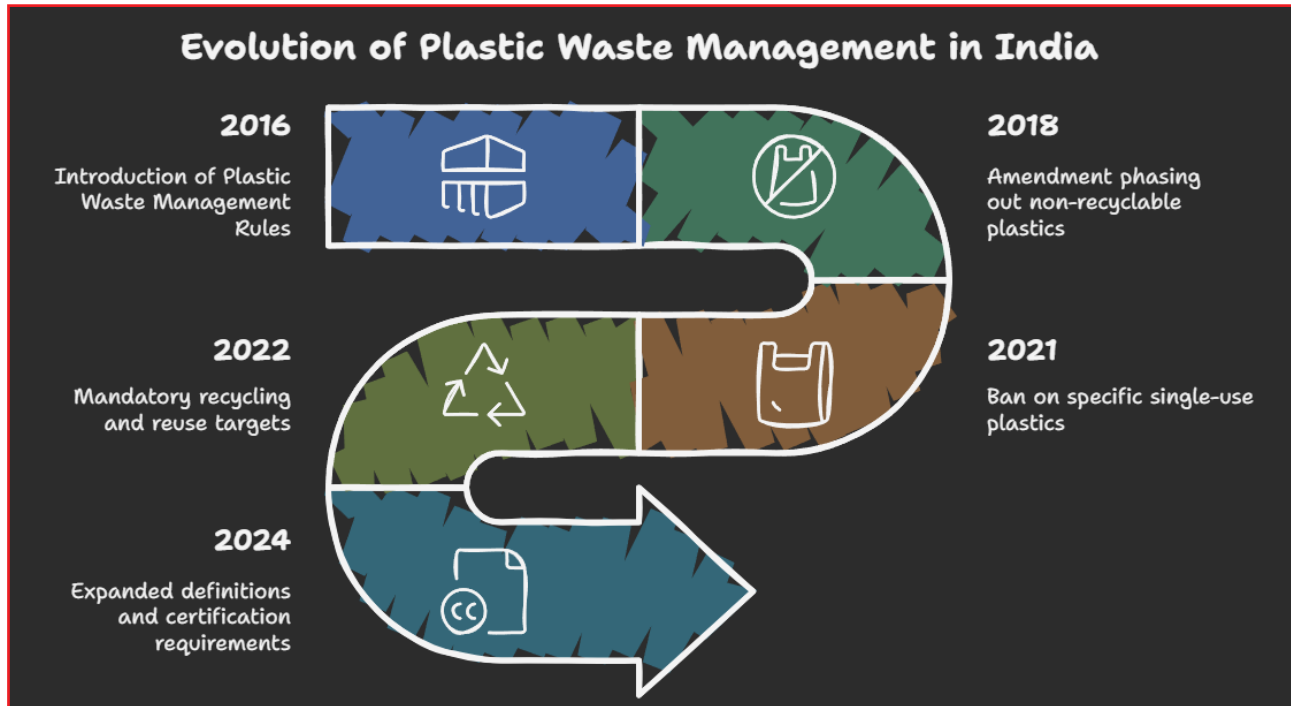 Evolution of Plastic Waste Management in India
2016
Introduction of Plastic
Waste Management
Rules
2018
Amendment phasing
out non-recyclable
plastics
2021
Ban on specific single-use
plastics
2022
Mandatory recycling
and reuse targets
2024
Expanded definitions
and certification
requirements
CC